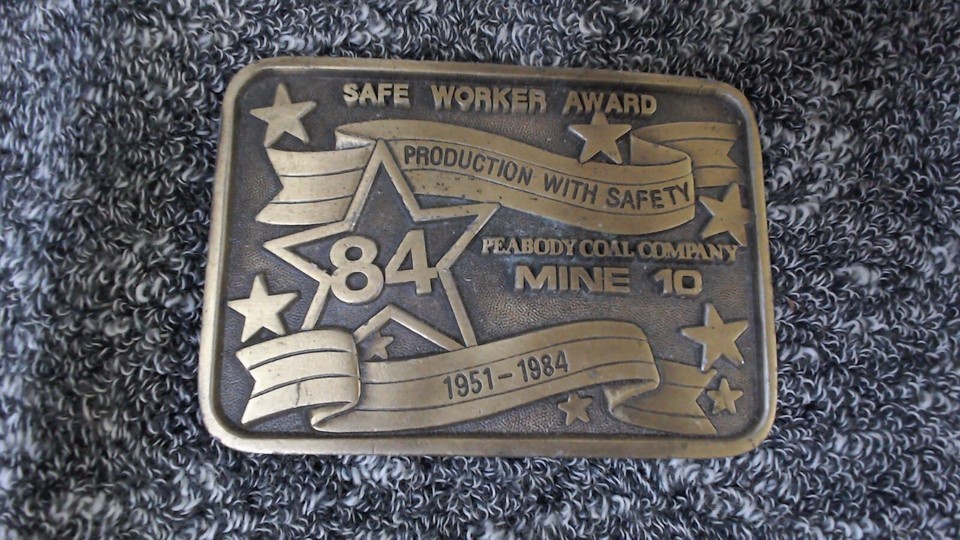 SAFE WORKER AWARD
PRODUCTION WITH SAFETY
84
PEABODY COAL COMPANY
MINE 10
1951-1984